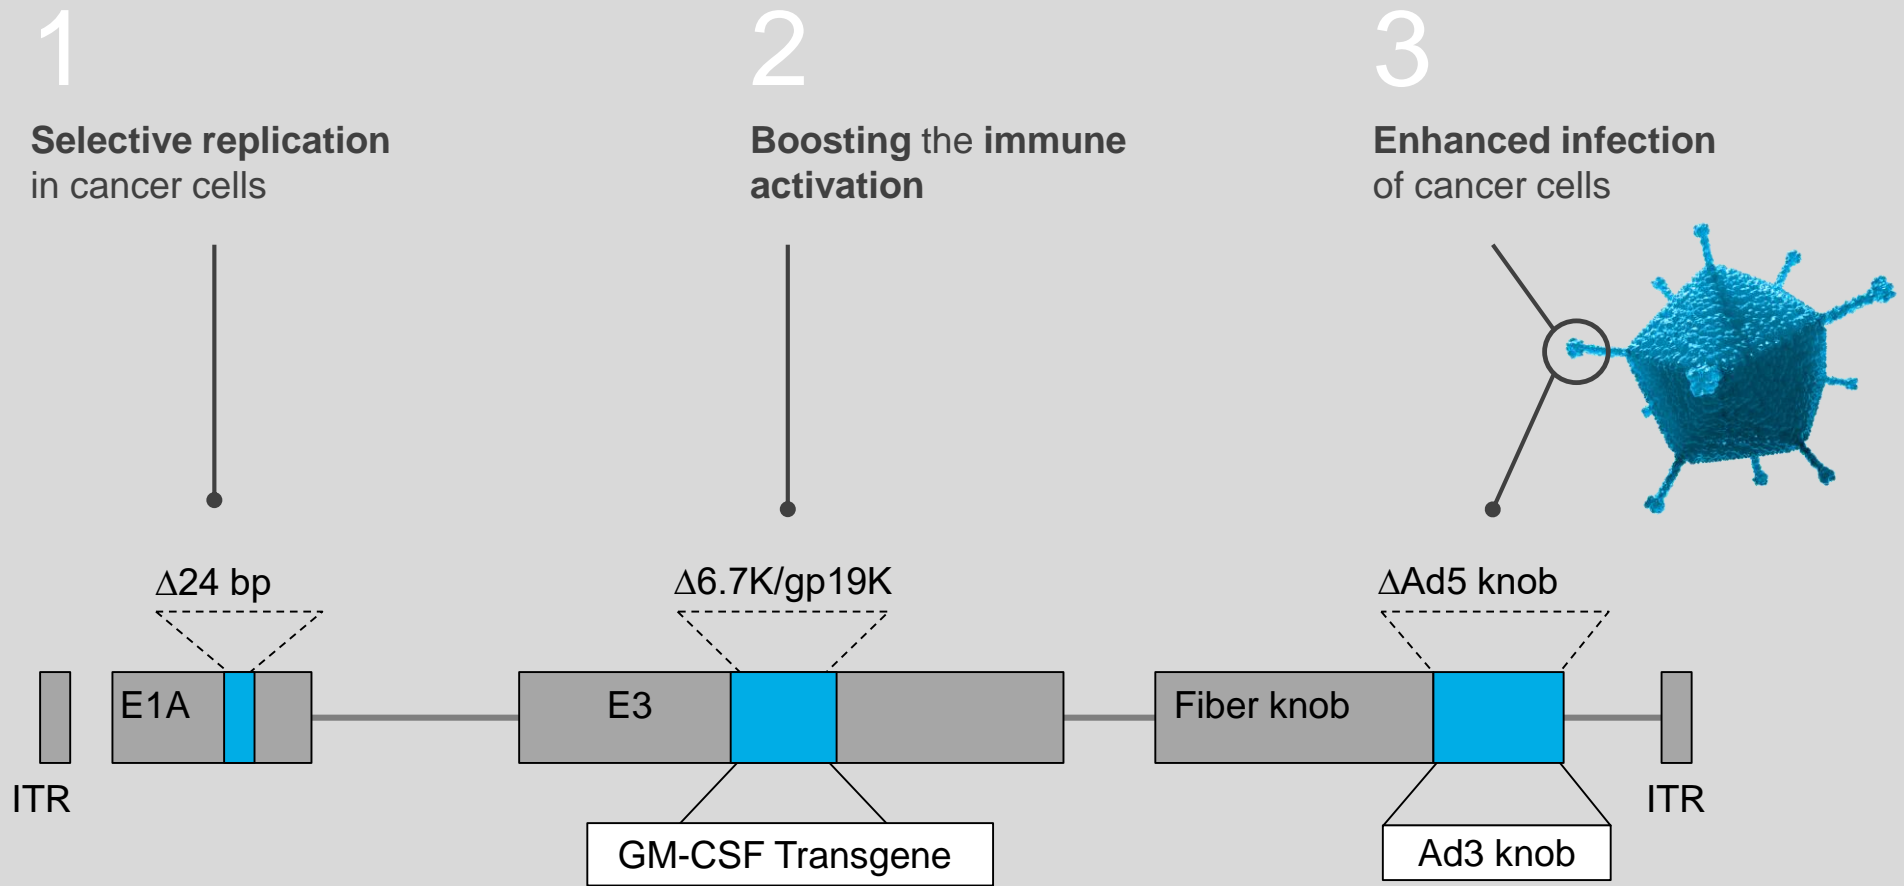 1
Selective replication
in cancer cells
2
Boosting the immune
activation
3
Enhanced infection
of cancer cells
Δ24 bp
Δ6.7K/gp19K
ΔAd5 knob
E1A
E3
Fiber knob
ITR
ITR
GM-CSF Transgene
Ad3 knob